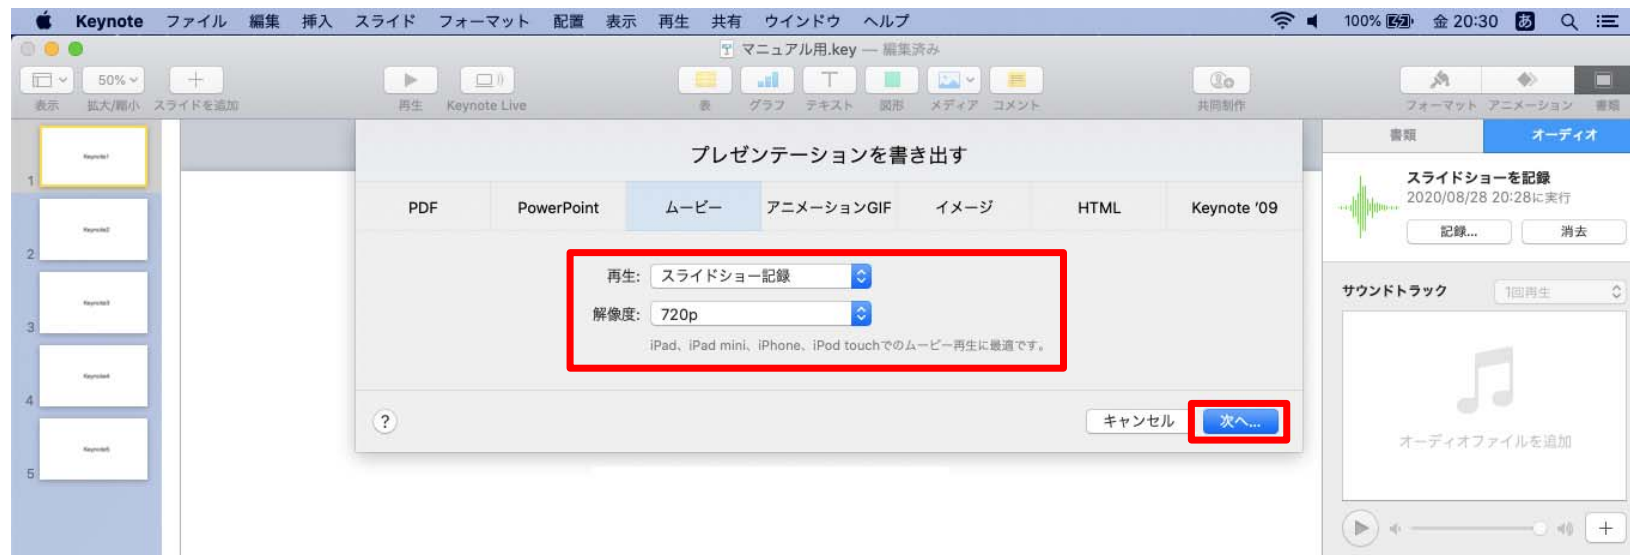 Keynote ファイル 編集 挿入 スライド フォーマット 配置 表示 再生 共有 ウインドウ ヘルプ 100% 金 20:30 あ
マニュアル用.key — 編集済み
50%
表示 拡大/縮小 スライドを追加 再生 Keynote Live 表 グラフ テキスト 図形 メディア コメント 共同制作 フォーマット アニメーション 書類
書類 オーディオ
プレゼンテーションを書き出す
PDF PowerPoint ムービー アニメーションGIF イメージ HTML Keynote '09
再生: スライドショー記録
解像度: 720p
iPad、iPad mini、iPhone、iPod touchでのムービー再生に最適です。
? キャンセル 次へ...
Keynote1
1
Keynote2
2
Keynote3
3
Keynote4
4
Keynote5
5
スライドショーを記録
2020/08/28 20:28に実行
記録... 消去
サウンドトラック 1回再生
オーディオファイルを追加